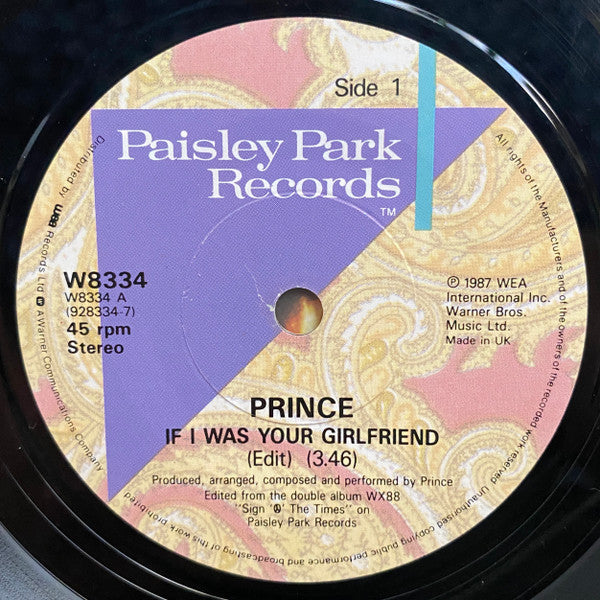 Side 1
Paisley Park
Records
TM
W8334
W8334 A
(928334-7)
45 rpm
Stereo
℗ 1987 WEA
International Inc.
Warner Bros.
Music Ltd.
Made in UK
PRINCE
IF I WAS YOUR GIRLFRIEND
(Edit) (3.46)
Produced, arranged, composed and performed by Prince
Edited from the double album WX88
"Sign '☮' The Times" on
Paisley Park Records
All rights of the Manufacturers and of the owners of the recorded work reserved Unauthorised copying public performance and broadcasting of this work prohibited
Distributed by wea Records Ltd A Warner Communications Company